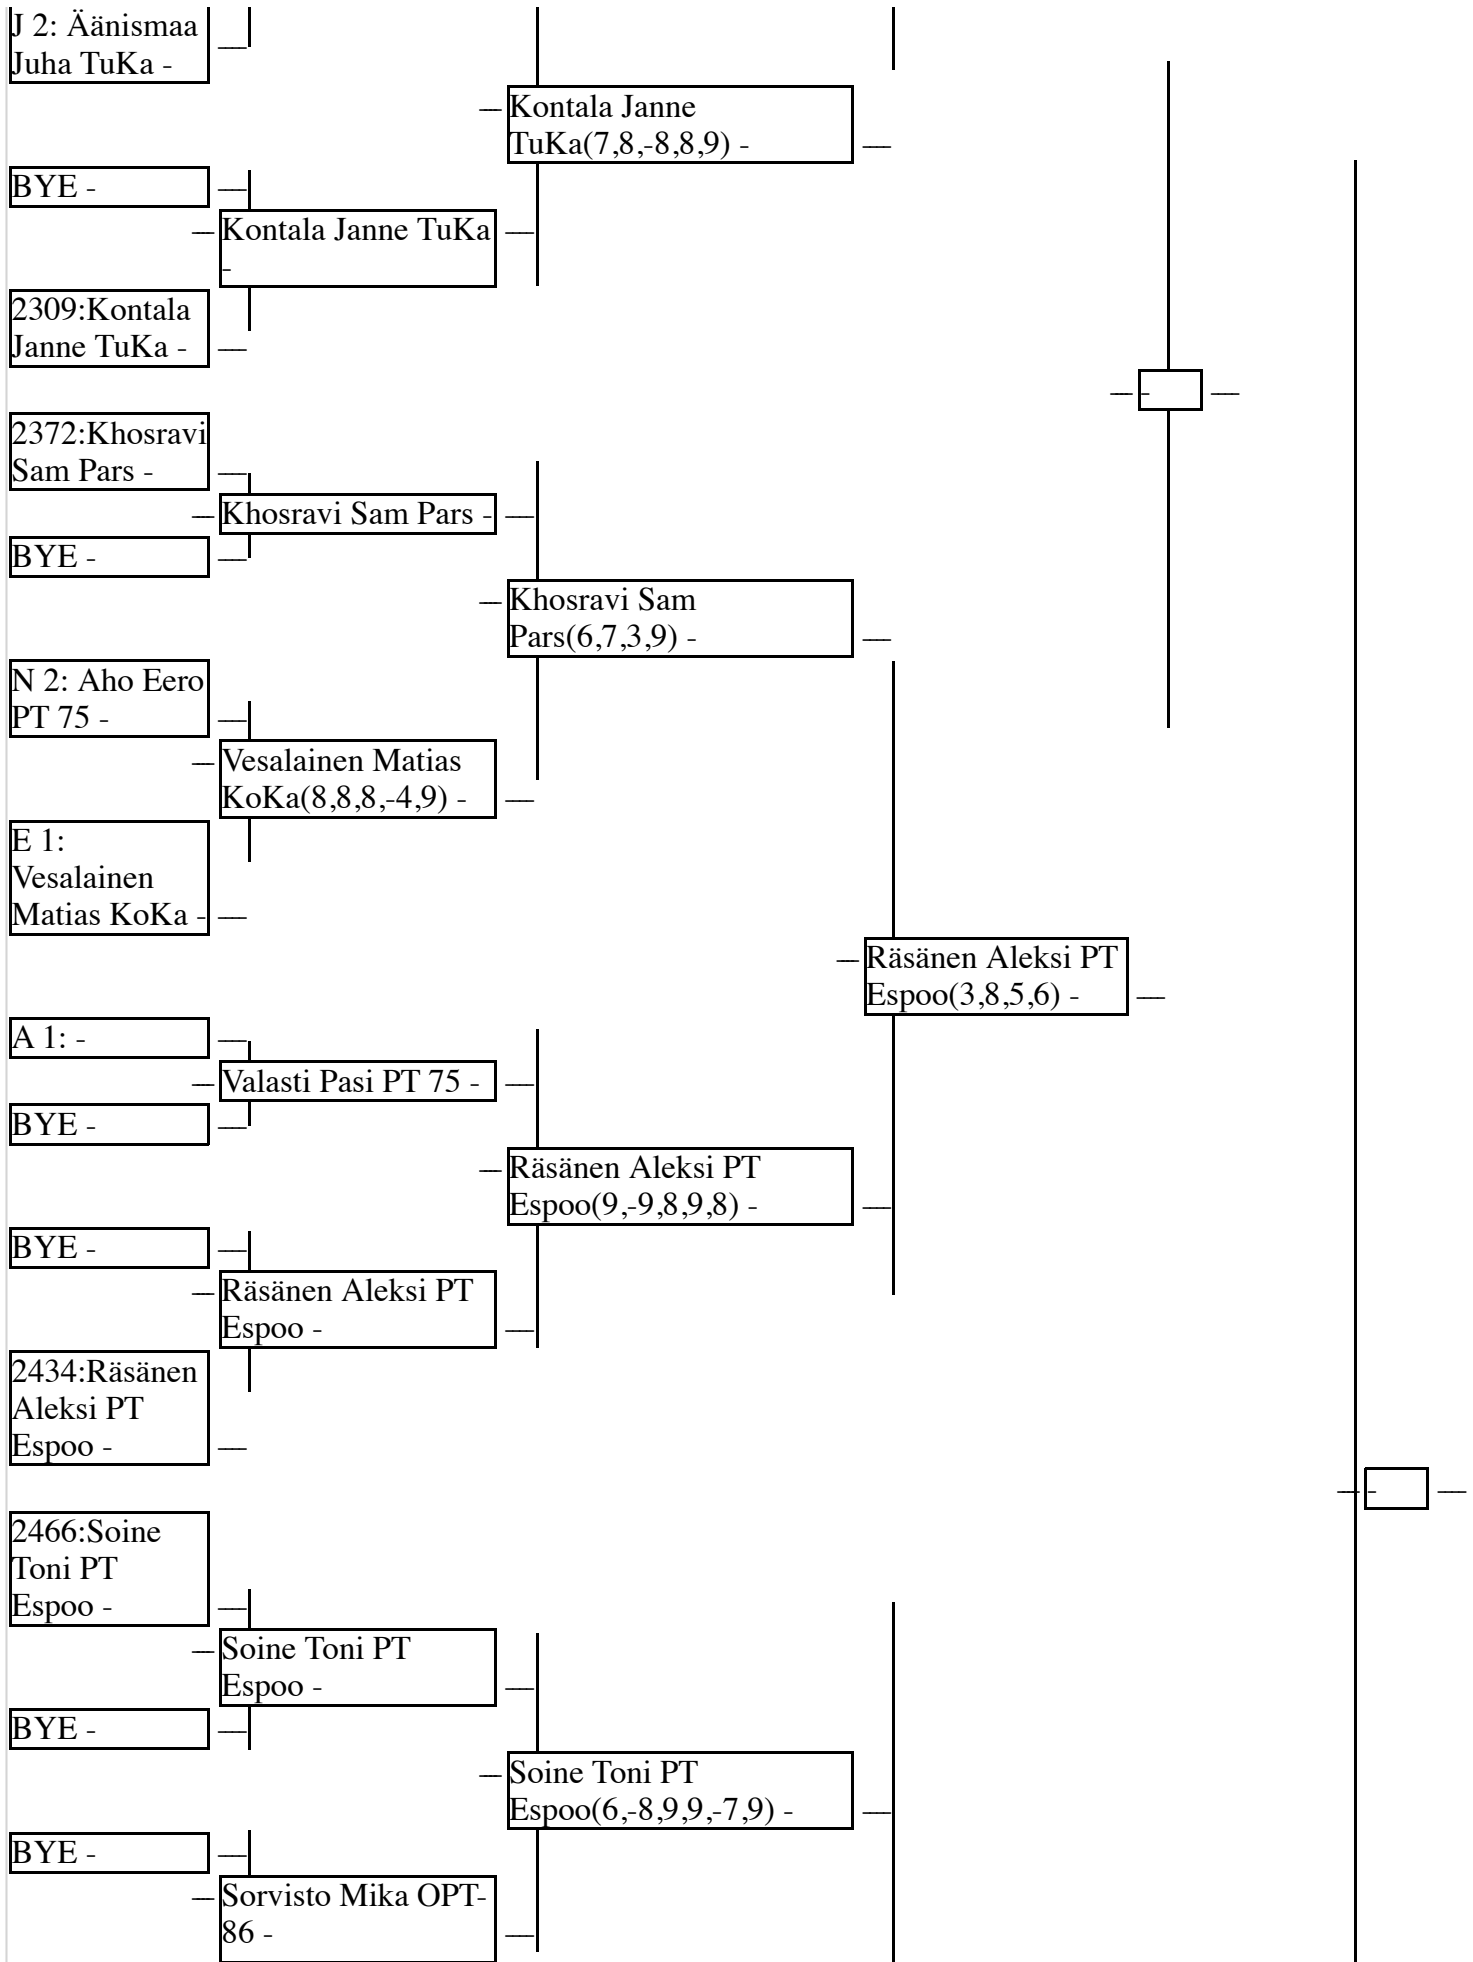 J 2: Äänismaa
Juha TuKa -
Kontala Janne
TuKa(7,8,-8,8,9) -
BYE -
Kontala Janne TuKa
-
2309:Kontala
Janne TuKa -
-
2372:Khosravi
Sam Pars -
Khosravi Sam Pars -
BYE -
Khosravi Sam
Pars(6,7,3,9) -
N 2: Aho Eero
PT 75 -
Vesalainen Matias
KoKa(8,8,8,-4,9) -
E 1:
Vesalainen
Matias KoKa -
Räsänen Aleksi PT
Espoo(3,8,5,6) -
A 1: -
Valasti Pasi PT 75 -
BYE -
Räsänen Aleksi PT
Espoo(9,-9,8,9,8) -
BYE -
Räsänen Aleksi PT
Espoo -
2434:Räsänen
Aleksi PT
Espoo -
-
2466:Soine
Toni PT
Espoo -
Soine Toni PT
Espoo -
BYE -
Soine Toni PT
Espoo(6,-8,9,9,-7,9) -
BYE -
Sorvisto Mika OPT-
86 -